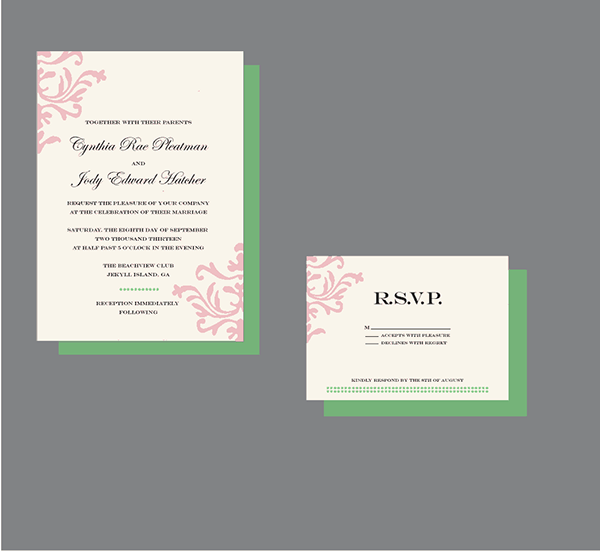 TOGETHER WITH THEIR PARENTS
Cynthia Rae Pleatman
AND
Jody Edward Hatcher
REQUEST THE PLEASURE OF YOUR COMPANY
AT THE CELEBRATION OF THEIR MARRIAGE
SATURDAY, THE EIGHTH DAY OF SEPTEMBER
TWO THOUSAND THIRTEEN
AT HALF PAST 5 O'CLOCK IN THE EVENING
THE BEACHVIEW CLUB
JEKYLL ISLAND, GA
RECEPTION IMMEDIATELY
FOLLOWING
R.S.V.P.
M
ACCEPTS WITH PLEASURE
DECLINES WITH REGRET
KINDLY RESPOND BY THE 8TH OF AUGUST